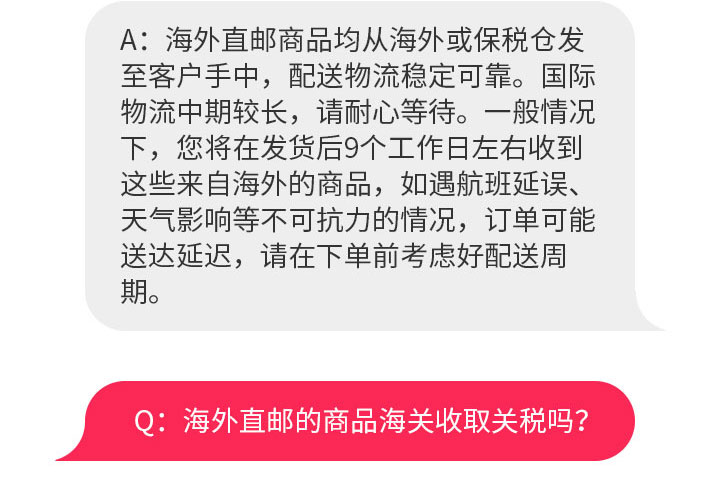 A：海外直邮商品均从海外或保税仓发
至客户手中，配送物流稳定可靠。国际
物流中期较长，请耐心等待。一般情况
下，您将在发货后9个工作日左右收到
这些来自海外的商品，如遇航班延误、
天气影响等不可抗力的情况，订单可能
送达延迟，请在下单前考虑好配送周
期。
Q：海外直邮的商品海关收取关税吗？